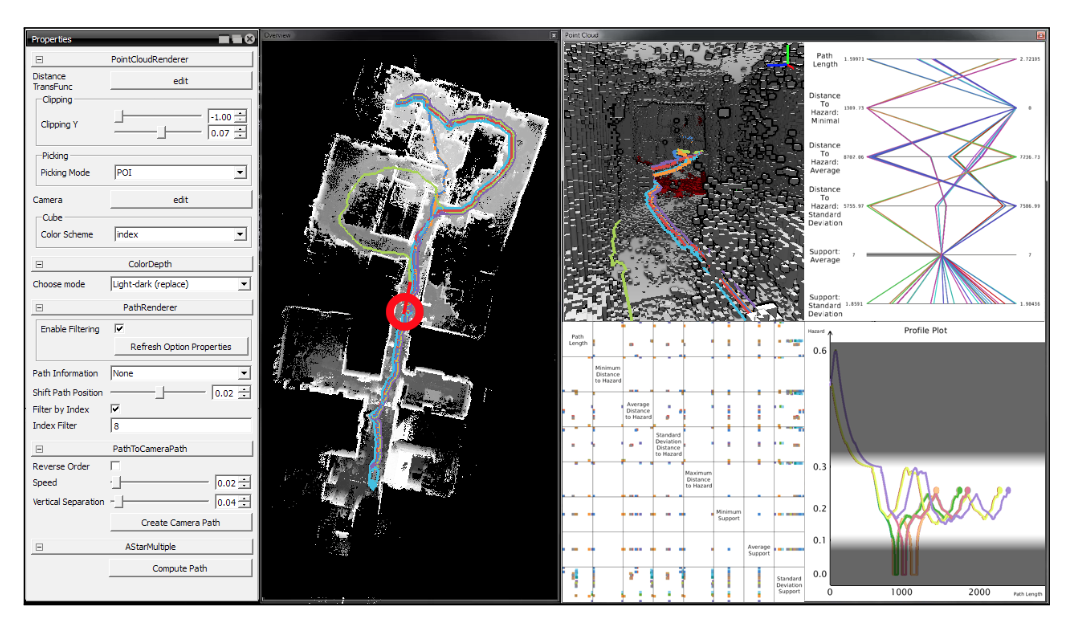 Properties
PointCloudRenderer
Distance
TransFunc
edit
Clipping
Clipping Y
-1.00
0.07
Picking
Picking Mode
POI
Camera
edit
Cube
Color Scheme
index
ColorDepth
Choose mode
Light-dark (replace)
PathRenderer
Enable Filtering
Refresh Option Properties
Path Information
None
Shift Path Position
0.02
Filter by Index
Index Filter
8
PathToCameraPath
Reverse Order
Speed
0.02
Vertical Separation
0.04
Create Camera Path
AStarMultiple
Compute Path
Overview
Point Cloud
Path
Length
1.59971
2.72105
Distance
To
Hazard:
Minimal
0
Distance
To
Hazard:
Average
7236.73
Distance
To
Hazard:
Standard
Deviation
5755.97
7506.99
Support:
Average
7
7
Support:
Standard
Deviation
1.8391
1.98436
Path
Length
Minimum
Distance
to Hazard
Average
Distance
to Hazard
Standard
Deviation
Distance
to Hazard
Maximum
Distance
to Hazard
Minimum
Support
Average
Support
Standard
Deviation
Support
Profile Plot
Hazard
0.6
0.3
0.2
0.1
0.0
0
1000
2000
Path Length